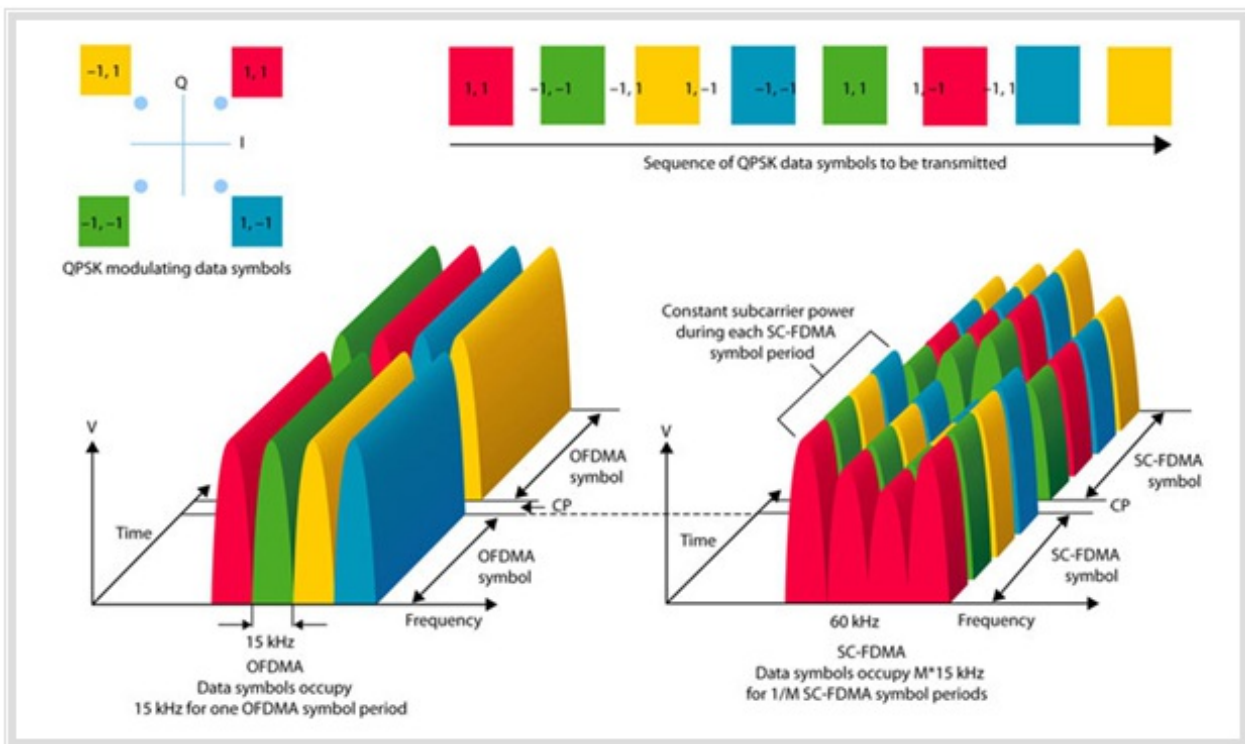 –1, 1
Q
1, 1
I
–1, –1
1, –1
QPSK modulating data symbols
1, 1 –1, –1 –1, 1 1, –1 –1, –1 1, 1 1, –1 –1, 1
Sequence of QPSK data symbols to be transmitted
V
Time
OFDMA
symbol
CP
OFDMA
symbol
Frequency
15 kHz
OFDMA
Data symbols occupy
15 kHz for one OFDMA symbol period
Constant subcarrier power
during each SC-FDMA
symbol period
V
Time
SC-FDMA
symbol
CP
SC-FDMA
symbol
60 kHz
Frequency
SC-FDMA
Data symbols occupy M*15 kHz
for 1/M SC-FDMA symbol periods